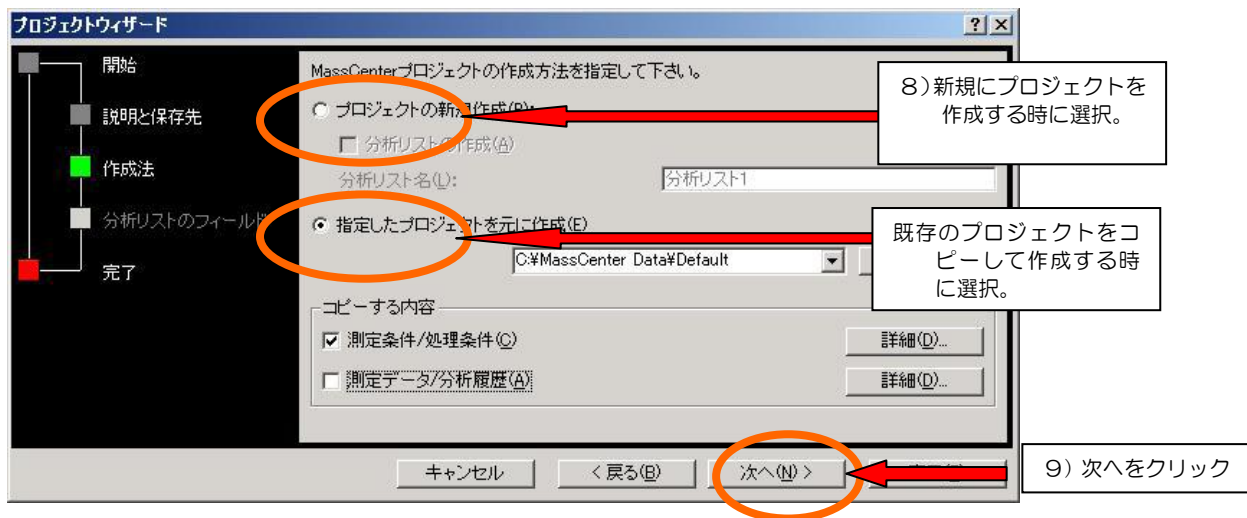 プロジェクトウィザード
開始
説明と保存先
作成法
分析リストのフィールド
完了
MassCenterプロジェクトの作成方法を指定して下さい。
プロジェクトの新規作成(P):
分析リストの作成(A)
分析リスト名(L):
分析リスト1
指定したプロジェクトを元に作成(E)
C:¥MassCenter Data¥Default
コピーする内容
測定条件/処理条件(C)
詳細(D)...
測定データ/分析履歴(A)
詳細(D)...
キャンセル
< 戻る(B)
次へ(N) >
8)新規にプロジェクトを
作成する時に選択。
既存のプロジェクトをコ
ピーして作成する時
に選択。
9)次へをクリック